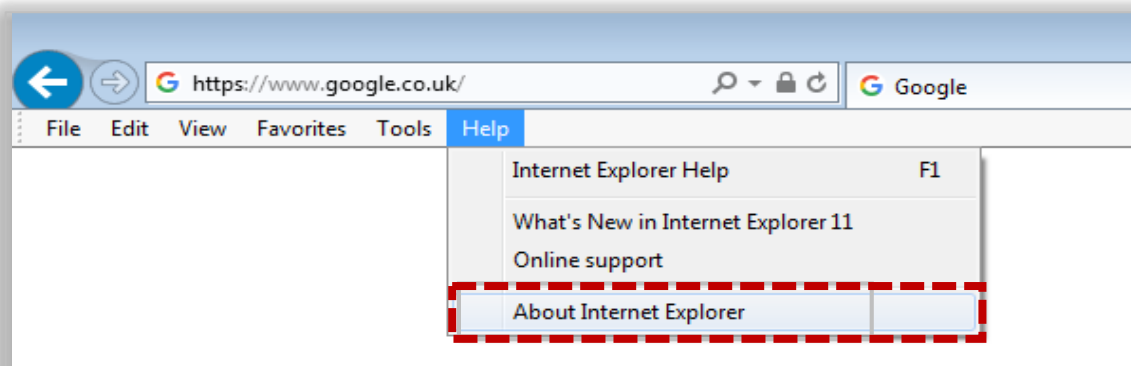 https://www.google.co.uk/ Google
File Edit View Favorites Tools Help
Internet Explorer Help F1
What's New in Internet Explorer 11
Online support
About Internet Explorer